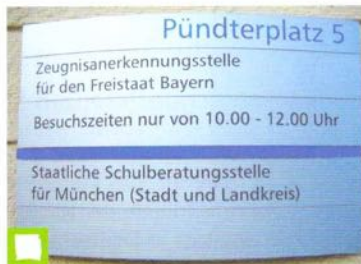 Pündterplatz 5
Zeugnisanerkennungsstelle
für den Freistaat Bayern
Besuchszeiten nur von 10.00 - 12.00 Uhr
Staatliche Schulberatungsstelle
für München (Stadt und Landkreis)